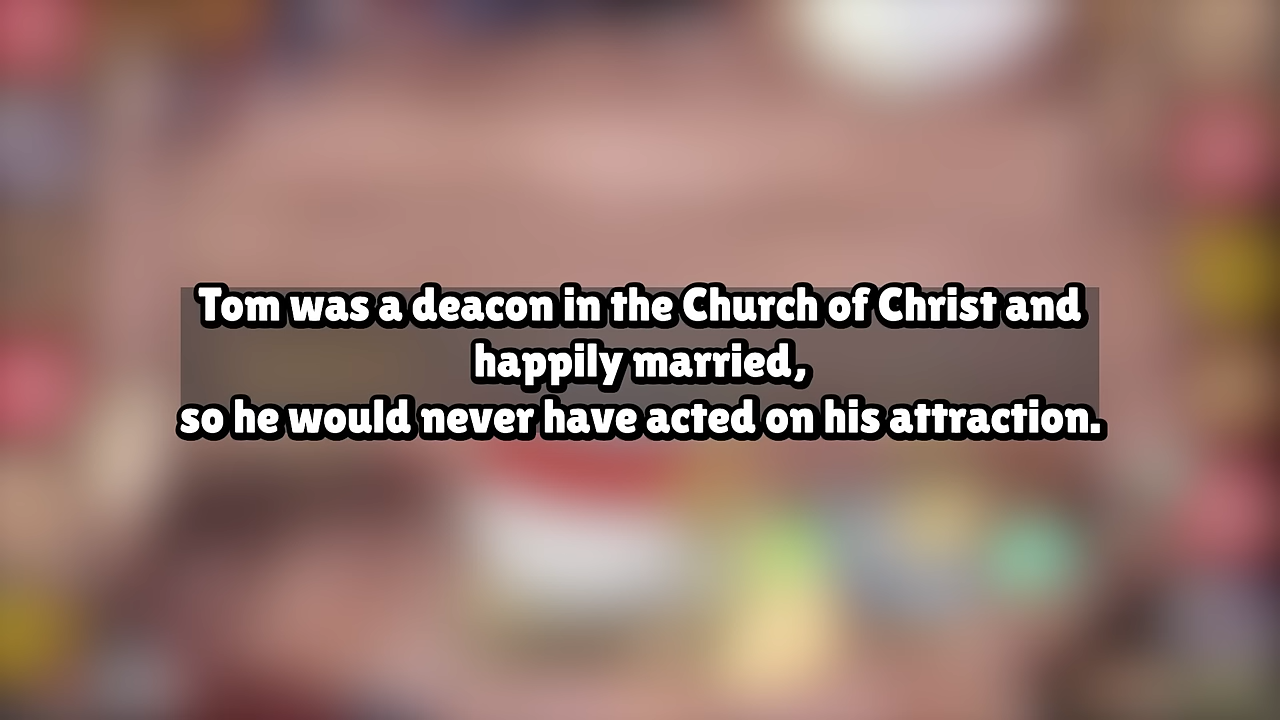 Tom was a deacon in the Church of Christ and
happily married,
so he would never have acted on his attraction.